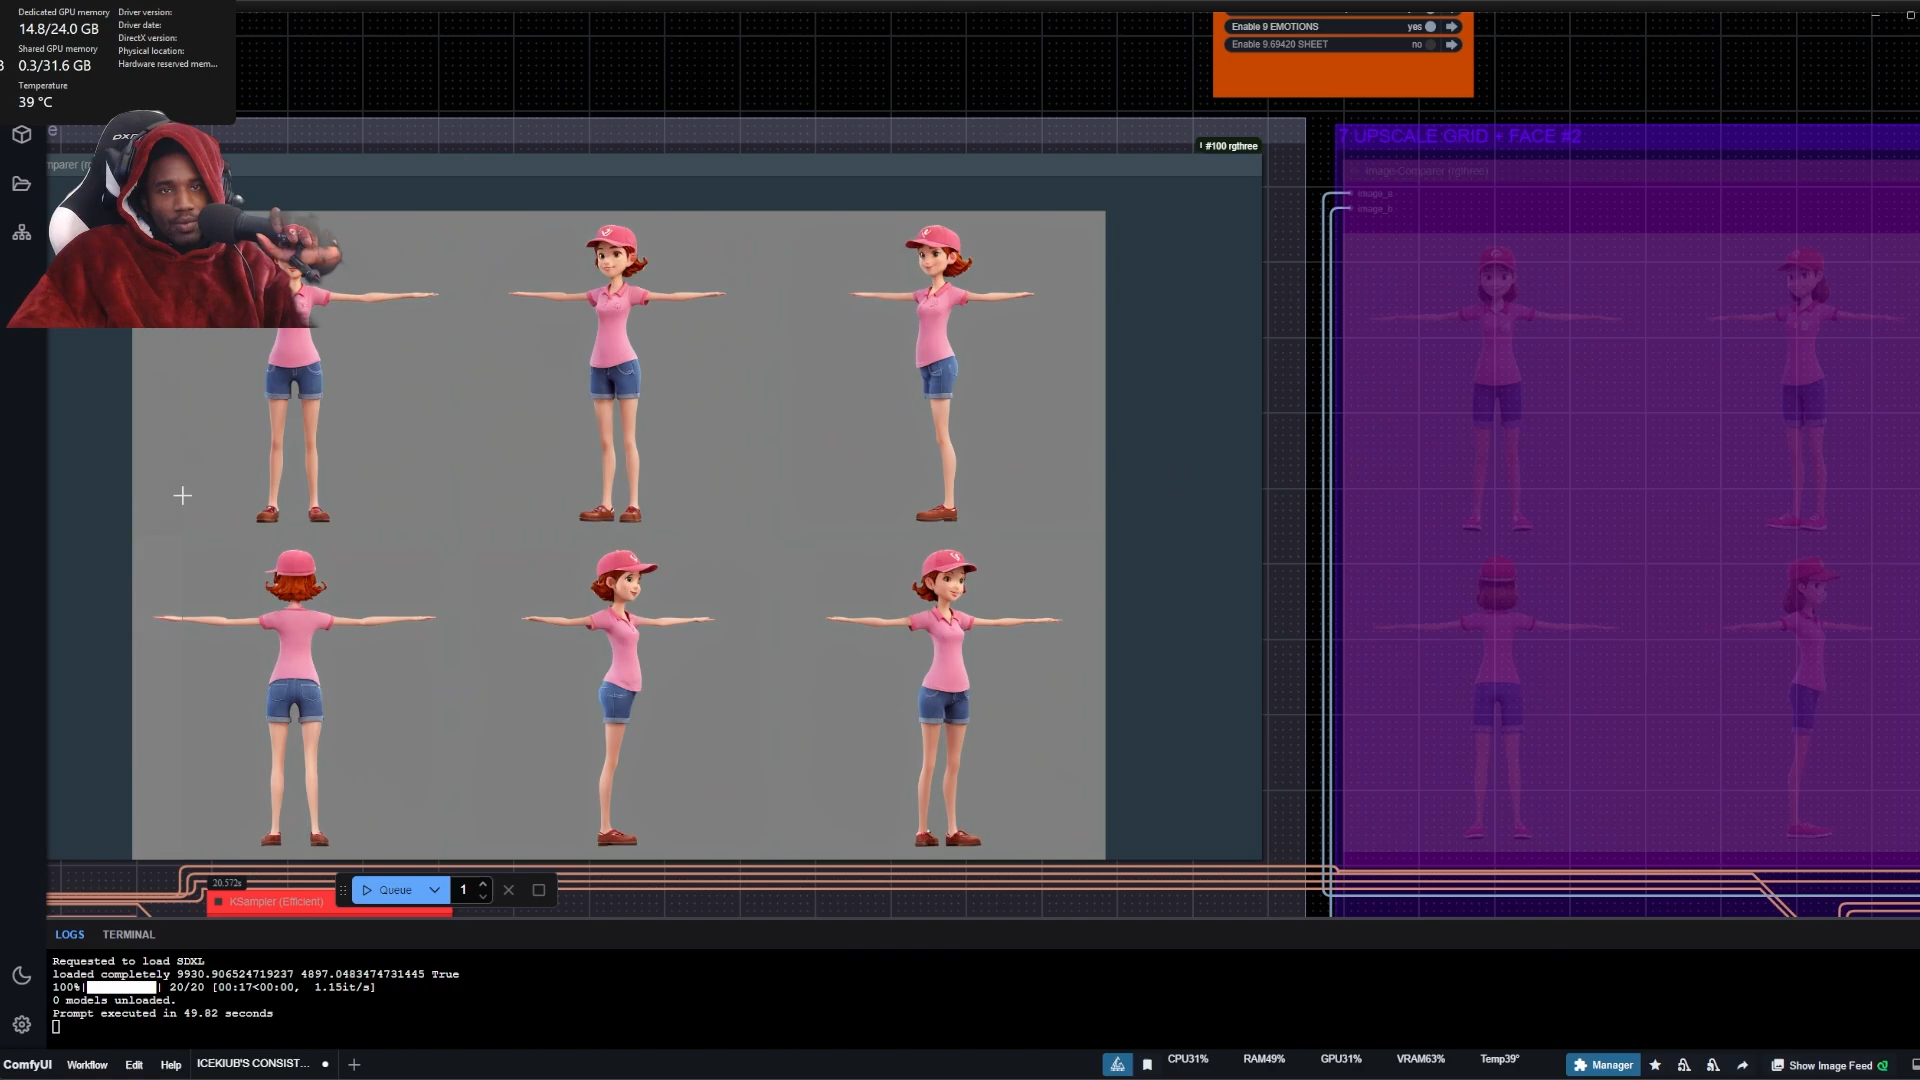 Dedicated GPU memory
14.8/24.0 GB
Shared GPU memory
0.3/31.6 GB
Temperature
39 °C
Driver version:
Driver date:
DirectX version:
Physical location:
Hardware reserved mem...
Enable 9 EMOTIONS yes
Enable 9.69420 SHEET no
#100 rgthree
7.UPSCALE GRID + FACE #2
Image Comparer (rgthree)
image_a
image_b
20.572s
KSampler (Efficient)
Queue
1
LOGS TERMINAL
Requested to load SDXL
loaded completely 9930.906524719237 4897.0483474731445 True
100%| | 20/20 [00:17<00:00, 1.15it/s]
0 models unloaded.
Prompt executed in 49.82 seconds
ComfyUI Workflow Edit Help ICEKIUB'S CONSIST...
CPU31% RAM49% GPU31% VRAM63% Temp39°
Manager
Show Image Feed